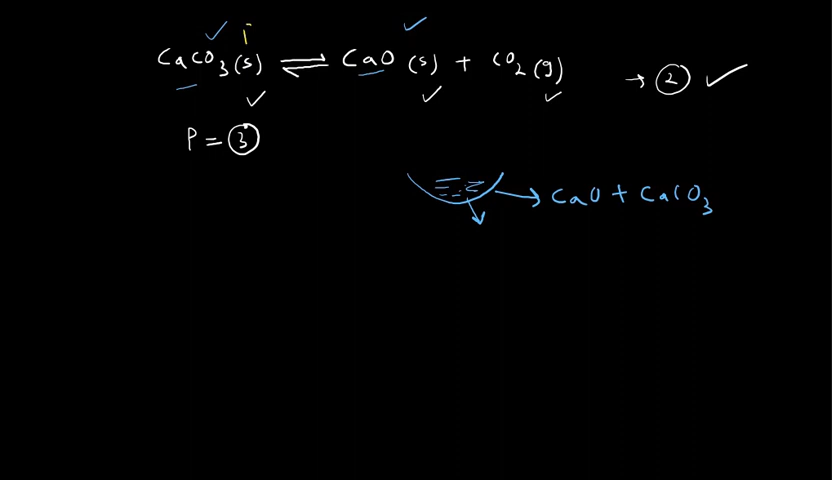 CaCO₃(s) ⇌ CaO (s) + CO₂(g) → ②
P = ③
→ CaO + CaCO₃